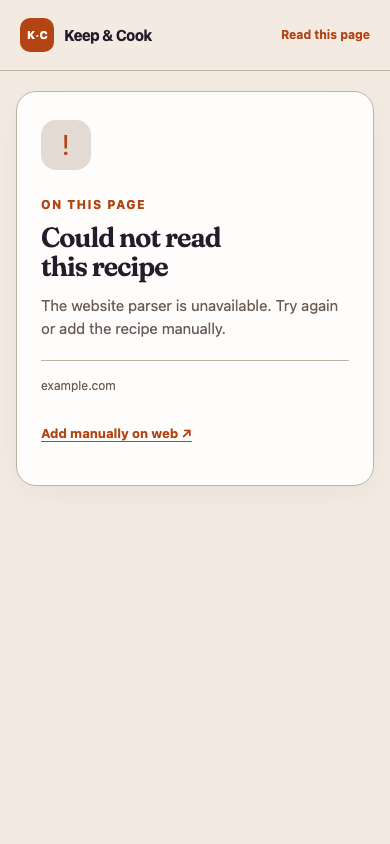 K·C Keep & Cook Read this page
!
ON THIS PAGE
Could not read
this recipe
The website parser is unavailable. Try again
or add the recipe manually.
example.com
Add manually on web ↗